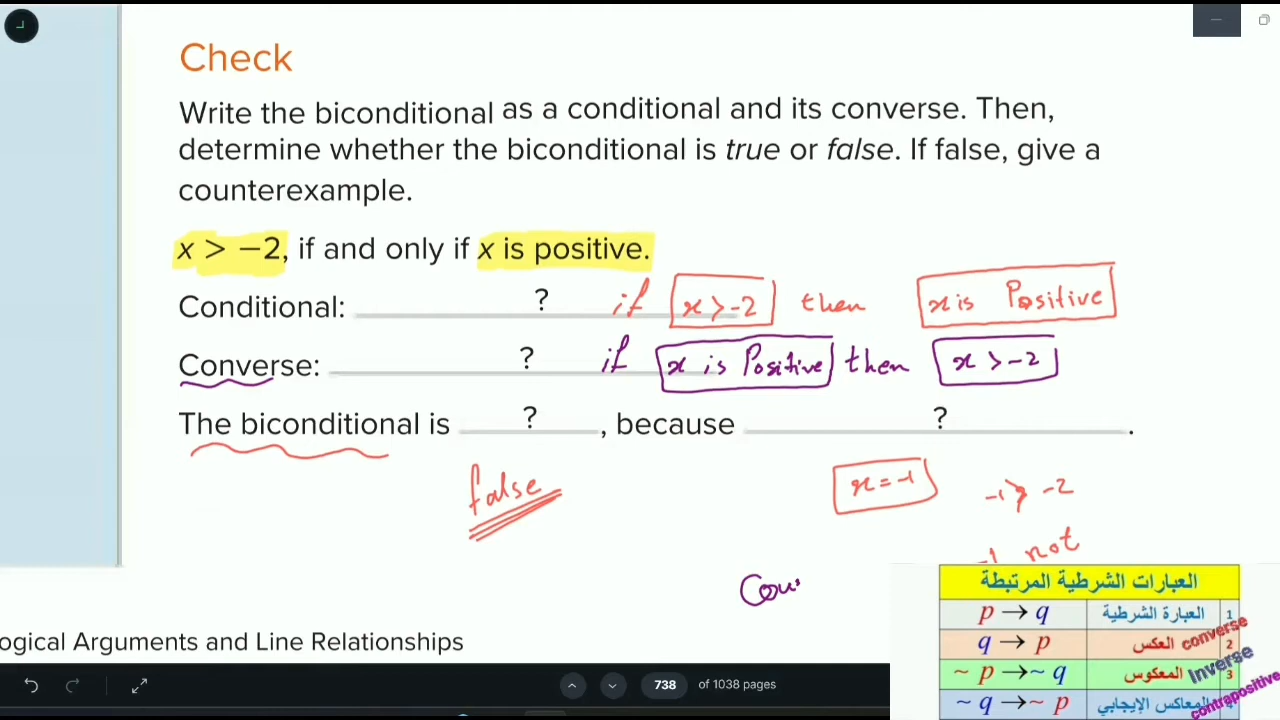 Check
Write the biconditional as a conditional and its converse. Then,
determine whether the biconditional is true or false. If false, give a
counterexample.
x > −2, if and only if x is positive.
Conditional: ? if x > -2 then x is Positive
Converse: ? if x is Positive then x > -2
The biconditional is ? , because ? .
false
x = -1
-1 > -2
-1 not
Cou
ogical Arguments and Line Relationships
738 of 1038 pages
العبارات الشرطية المرتبطة
p → q العبارة الشرطية 1
q → p العكس converse 2
~ p → ~ q المعكوس Inverse 3
~ q → ~ p المعاكس الإيجابي contrapositive